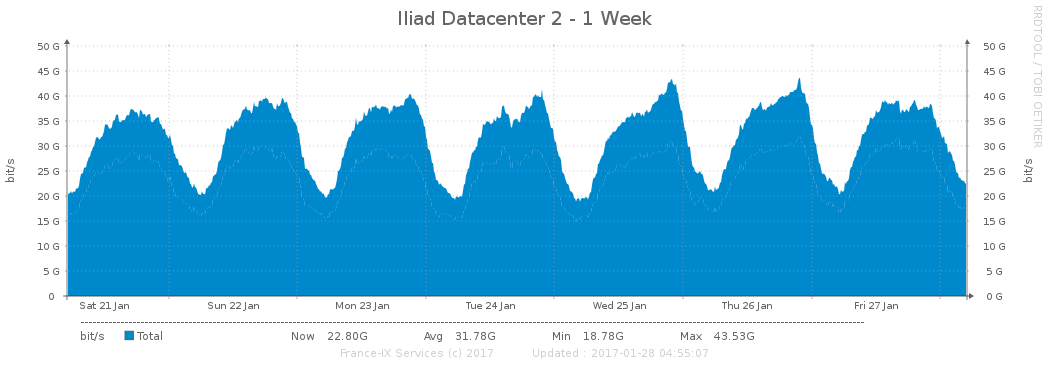 Iliad Datacenter 2 - 1 Week
RRDTOOL / TOBI OETIKER
50 G 50 G
45 G 45 G
40 G 40 G
35 G 35 G
30 G 30 G
25 G 25 G
20 G 20 G
15 G 15 G
10 G 10 G
5 G 5 G
0 0 G
bit/s
bit/s
Sat 21 Jan Sun 22 Jan Mon 23 Jan Tue 24 Jan Wed 25 Jan Thu 26 Jan Fri 27 Jan
bit/s Total Now 22.80G Avg 31.78G Min 18.78G Max 43.53G
France-IX Services (c) 2017 Updated : 2017-01-28 04:55:07